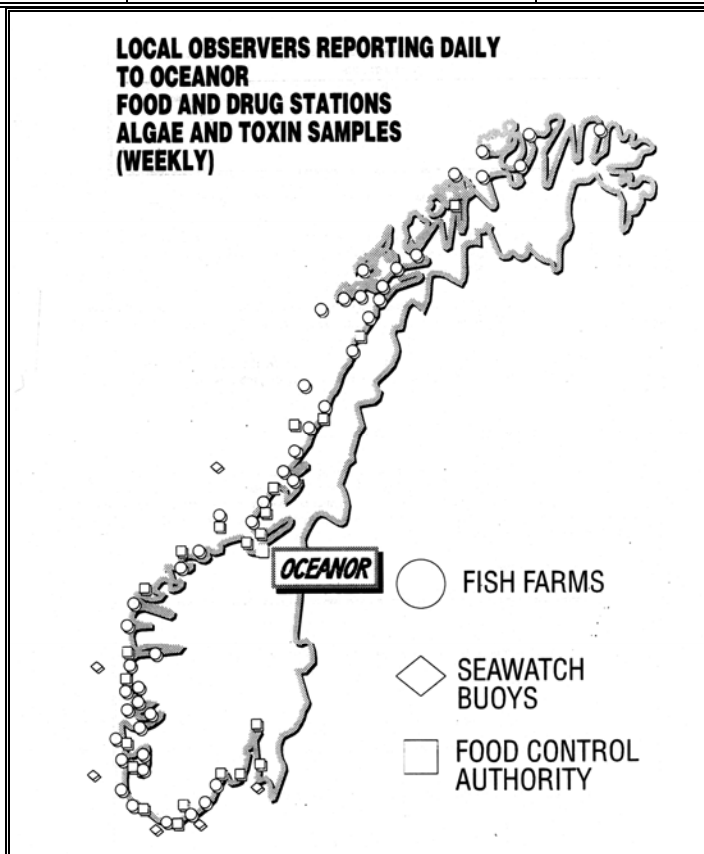 LOCAL OBSERVERS REPORTING DAILY
TO OCEANOR
FOOD AND DRUG STATIONS
ALGAE AND TOXIN SAMPLES
(WEEKLY)
OCEANOR
FISH FARMS
SEAWATCH
BUOYS
FOOD CONTROL
AUTHORITY